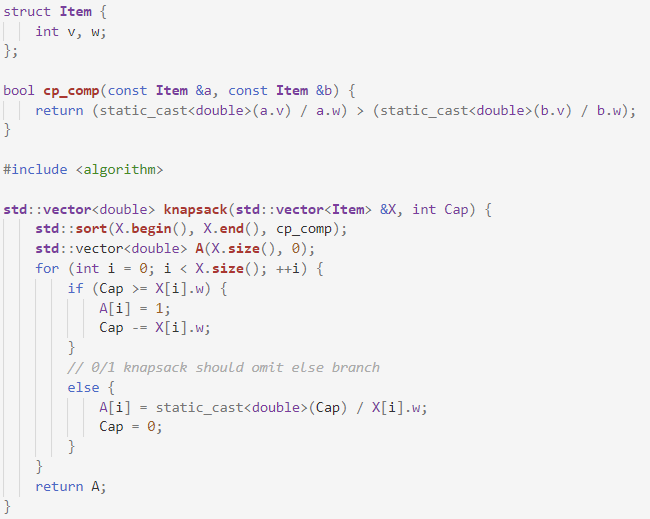 struct Item {
    int v, w;
};

bool cp_comp(const Item &a, const Item &b) {
    return (static_cast<double>(a.v) / a.w) > (static_cast<double>(b.v) / b.w);
}

#include <algorithm>

std::vector<double> knapsack(std::vector<Item> &X, int Cap) {
    std::sort(X.begin(), X.end(), cp_comp);
    std::vector<double> A(X.size(), 0);
    for (int i = 0; i < X.size(); ++i) {
        if (Cap >= X[i].w) {
            A[i] = 1;
            Cap -= X[i].w;
        }
        // 0/1 knapsack should omit else branch
        else {
            A[i] = static_cast<double>(Cap) / X[i].w;
            Cap = 0;
        }
    }
    return A;
}